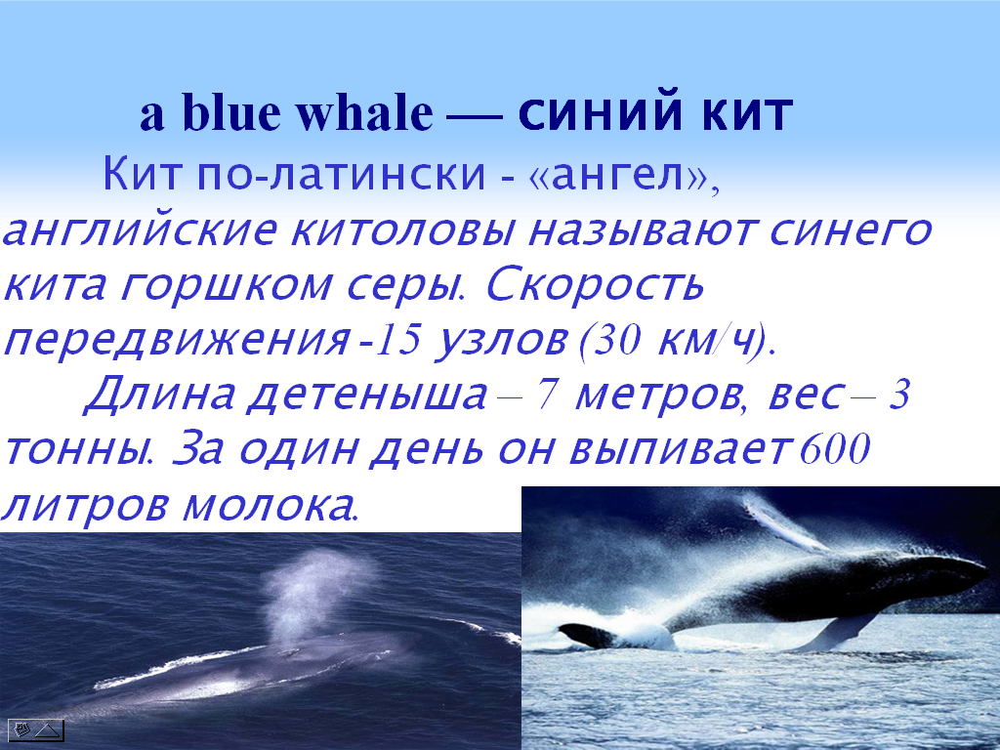 a blue whale — синий кит
Кит по-латински - «ангел»,
английские китоловы называют синего
кита горшком серы. Скорость
передвижения -15 узлов (30 км/ч).
Длина детеныша – 7 метров, вес – 3
тонны. За один день он выпивает 600
литров молока.